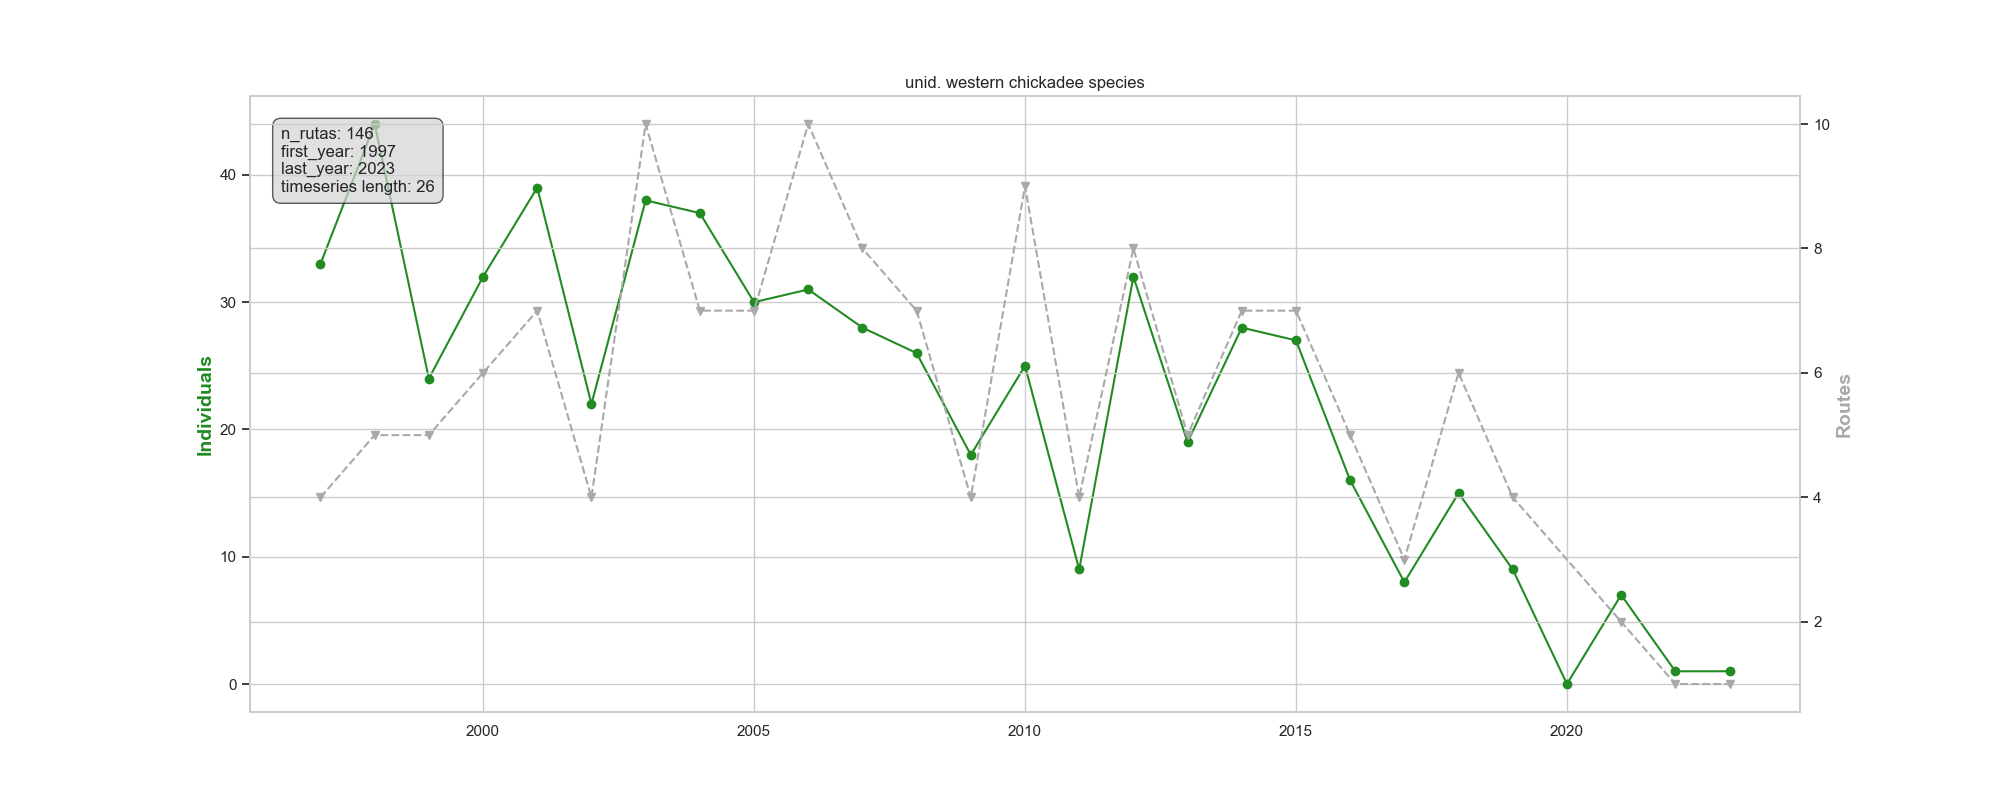 unid. western chickadee species
n_rutas: 146
first_year: 1997
last_year: 2023
timeseries length: 26
Individuals
40
30
20
10
0
Routes
10
8
6
4
2
2000 2005 2010 2015 2020